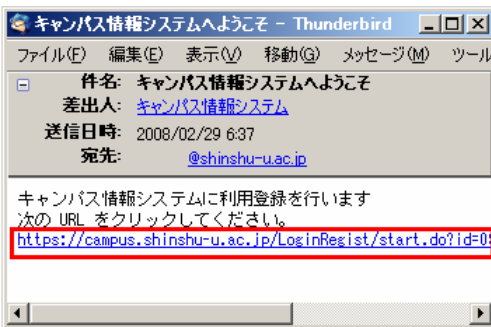 キャンパス情報システムへようこそ - Thunderbird
ファイル(F) 編集(E) 表示(V) 移動(G) メッセージ(M) ツール
件名: キャンパス情報システムへようこそ
差出人: キャンパス情報システム
送信日時: 2008/02/29 6:37
宛先: @shinshu-u.ac.jp
キャンパス情報システムに利用登録を行います
次の URL をクリックしてください。
https://campus.shinshu-u.ac.jp/LoginRegist/start.do?id=0